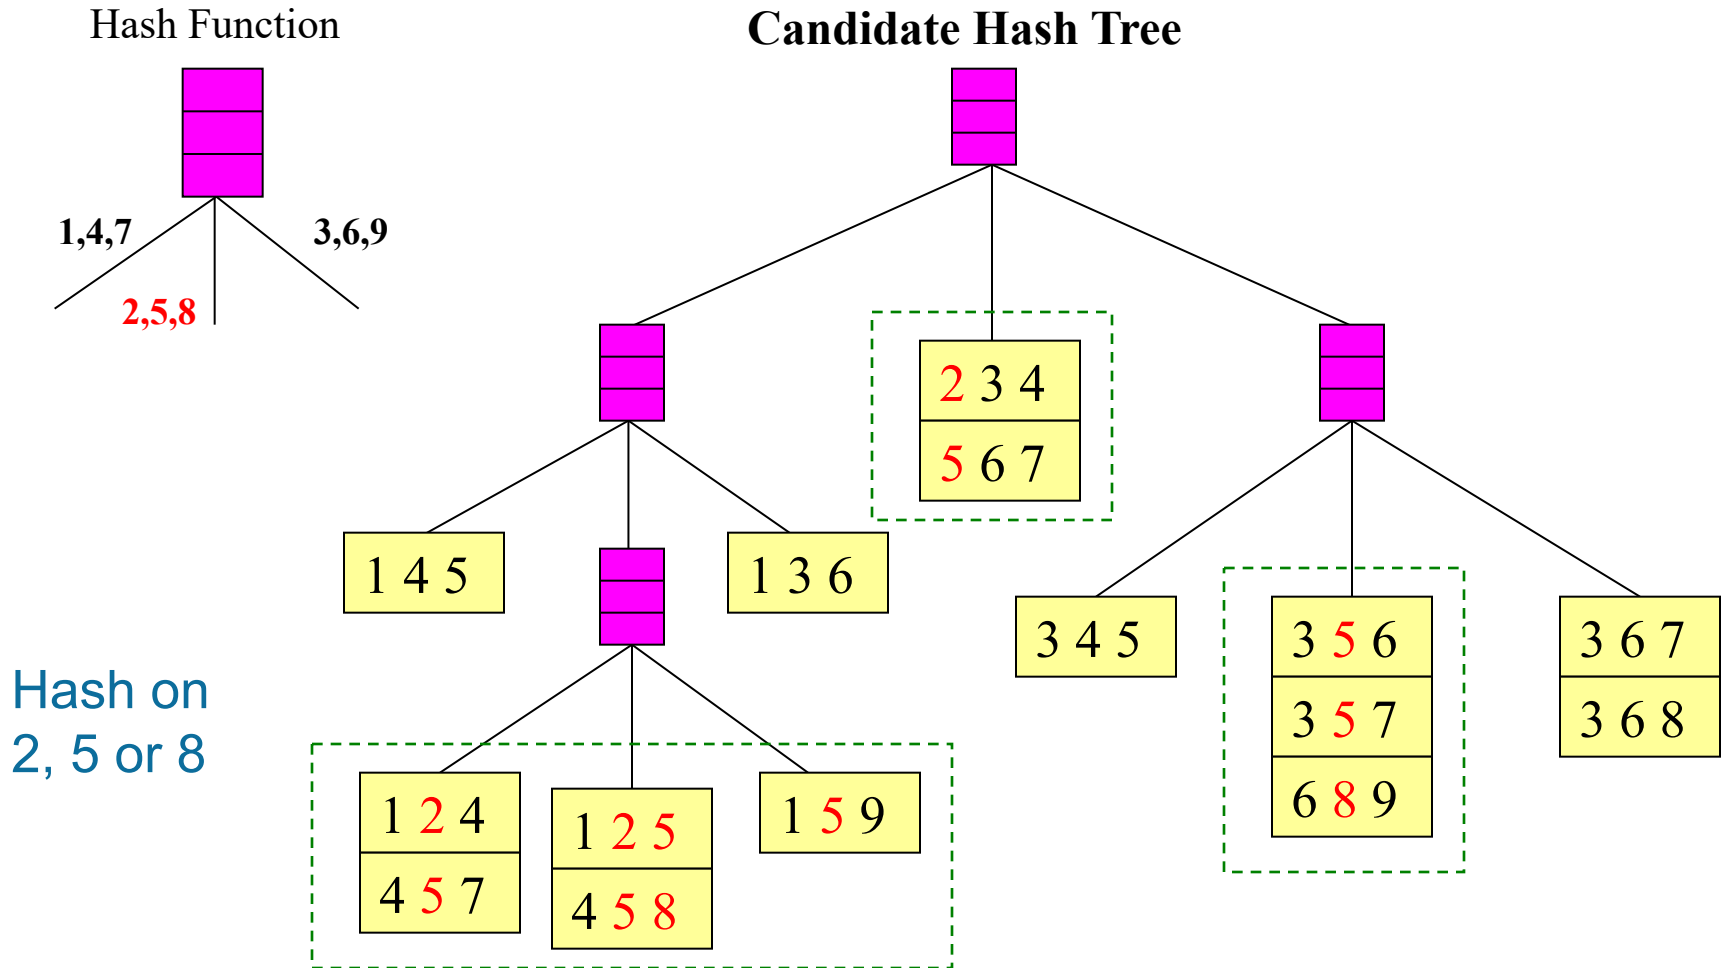 Hash Function
Candidate Hash Tree
1,4,7
3,6,9
2,5,8
2 3 4
5 6 7
1 4 5
1 3 6
3 4 5
3 5 6
3 6 7
3 5 7
3 6 8
6 8 9
Hash on
2, 5 or 8
1 2 4
1 2 5
1 5 9
4 5 7
4 5 8